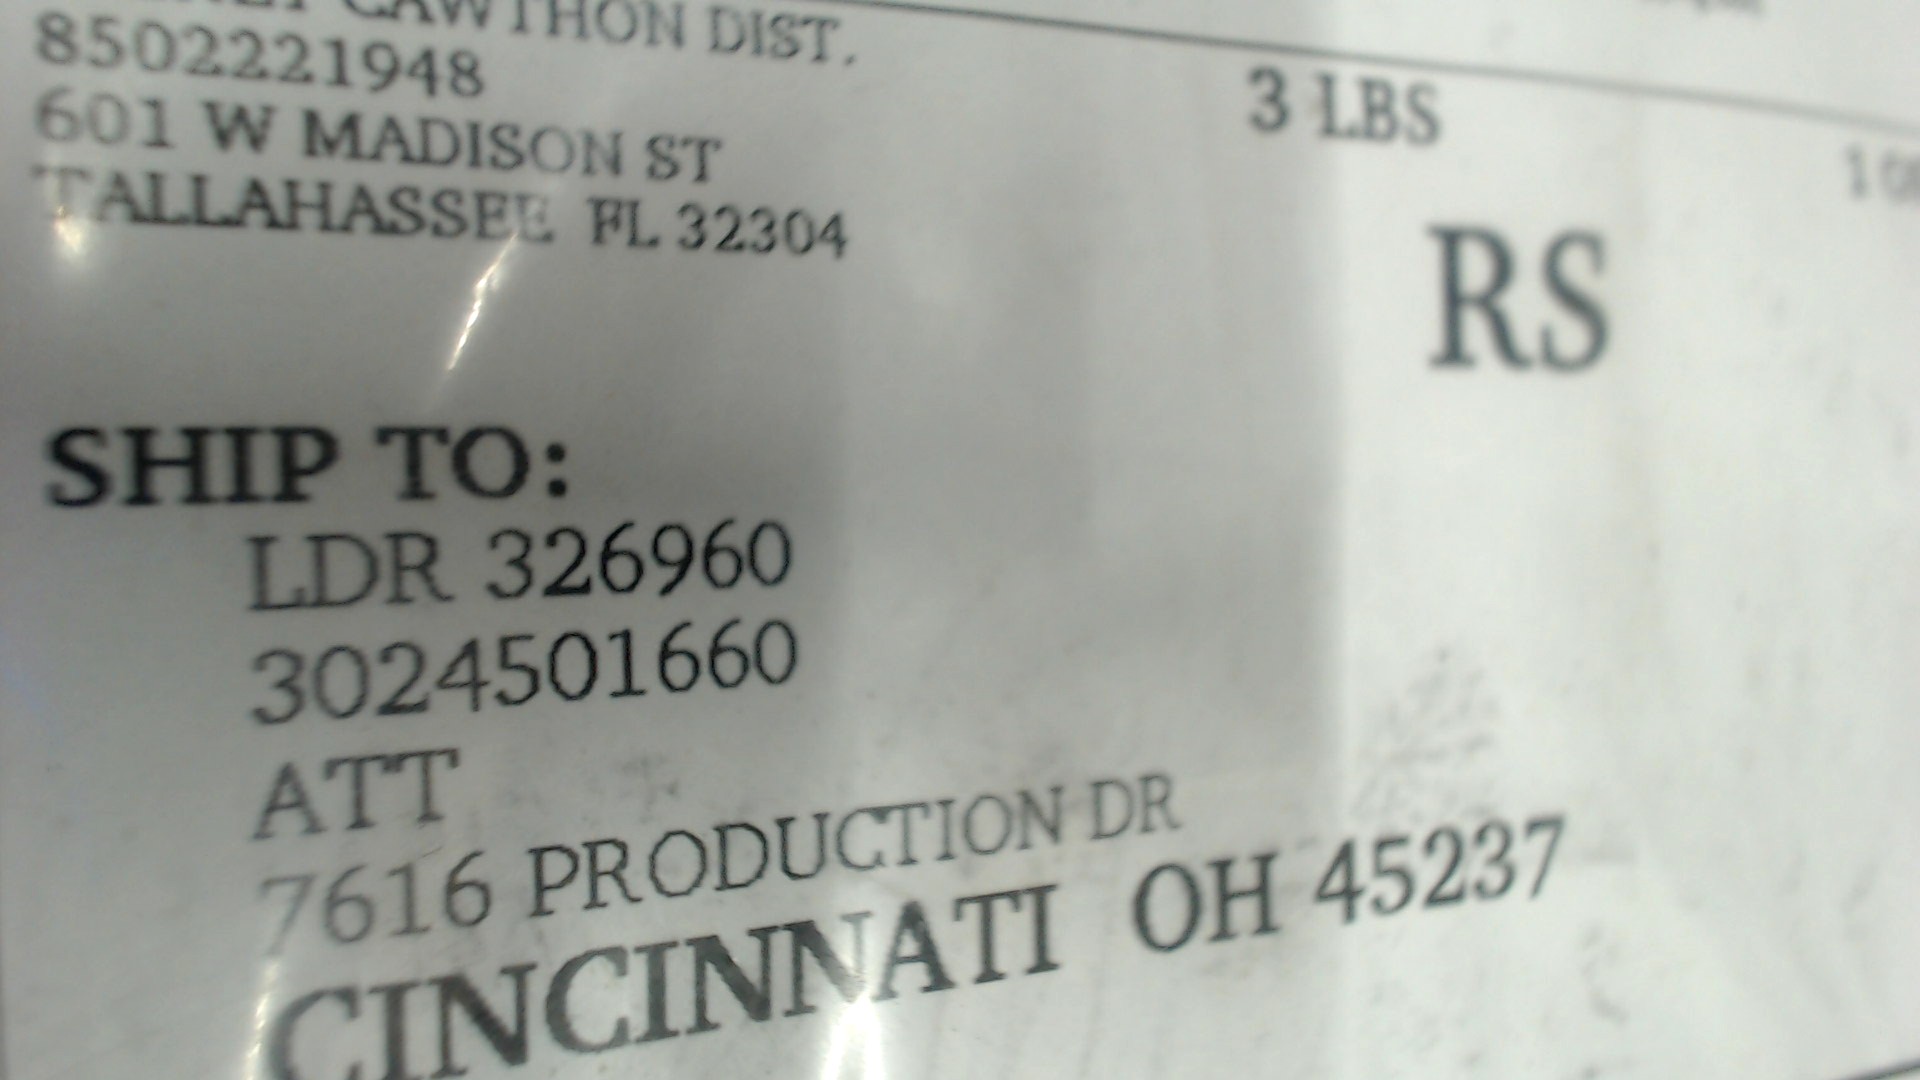 CAWTHON DIST.
8502221948
601 W MADISON ST
TALLAHASSEE FL 32304
3 LBS
RS
SHIP TO:
LDR 326960
3024501660
ATT
7616 PRODUCTION DR
CINCINNATI OH 45237